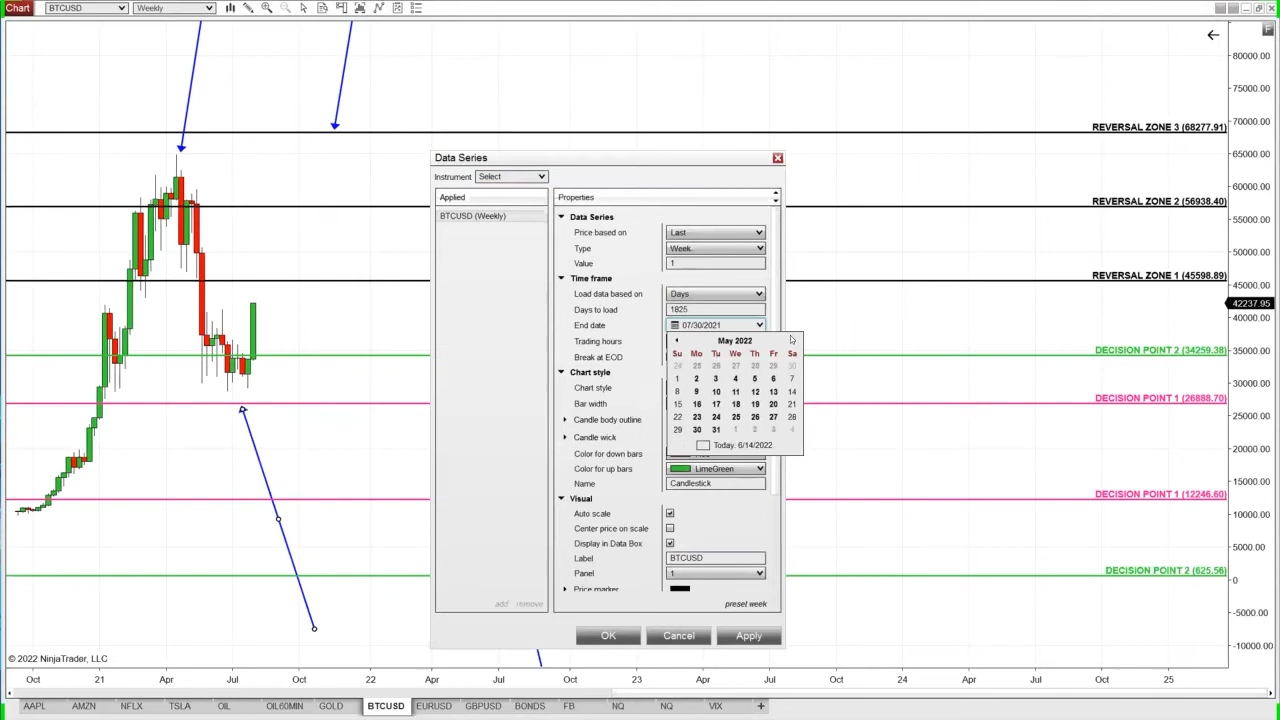 Chart BTCUSD Weekly
F
80000.00
75000.00
70000.00
REVERSAL ZONE 3 (68277.91)
65000.00
60000.00
REVERSAL ZONE 2 (56938.40)
55000.00
50000.00
REVERSAL ZONE 1 (45598.89)
45000.00
42237.95
40000.00
DECISION POINT 2 (34259.38)
35000.00
30000.00
DECISION POINT 1 (26888.70)
25000.00
20000.00
15000.00
DECISION POINT 1 (12246.60)
10000.00
5000.00
DECISION POINT 2 (625.56)
0
-5000.00
-10000.00
Data Series
Instrument Select
Applied
BTCUSD (Weekly)
add remove
Properties
Data Series
Price based on Last
Type Week
Value 1
Time frame
Load data based on Days
Days to load 1825
End date 07/30/2021
Trading hours
Break at EOD
Chart style
Chart style
Bar width
Candle body outline
Candle wick
Color for down bars
Color for up bars LimeGreen
Name Candlestick
Visual
Auto scale
Center price on scale
Display in Data Box
Label BTCUSD
Panel 1
Price marker
preset week
OK Cancel Apply
May 2022
Su Mo Tu We Th Fr Sa
24 25 26 27 28 29 30
1 2 3 4 5 6 7
8 9 10 11 12 13 14
15 16 17 18 19 20 21
22 23 24 25 26 27 28
29 30 31 1 2 3 4
Today: 6/14/2022
© 2022 NinjaTrader, LLC
Oct 21 Apr Jul Oct 22 Apr Jul Oct 23 Apr Jul Oct 24 Apr Jul Oct 25
AAPL AMZN NFLX TSLA OIL OIL60MIN GOLD BTCUSD EURUSD GBPUSD BONDS FB NQ NQ VIX +